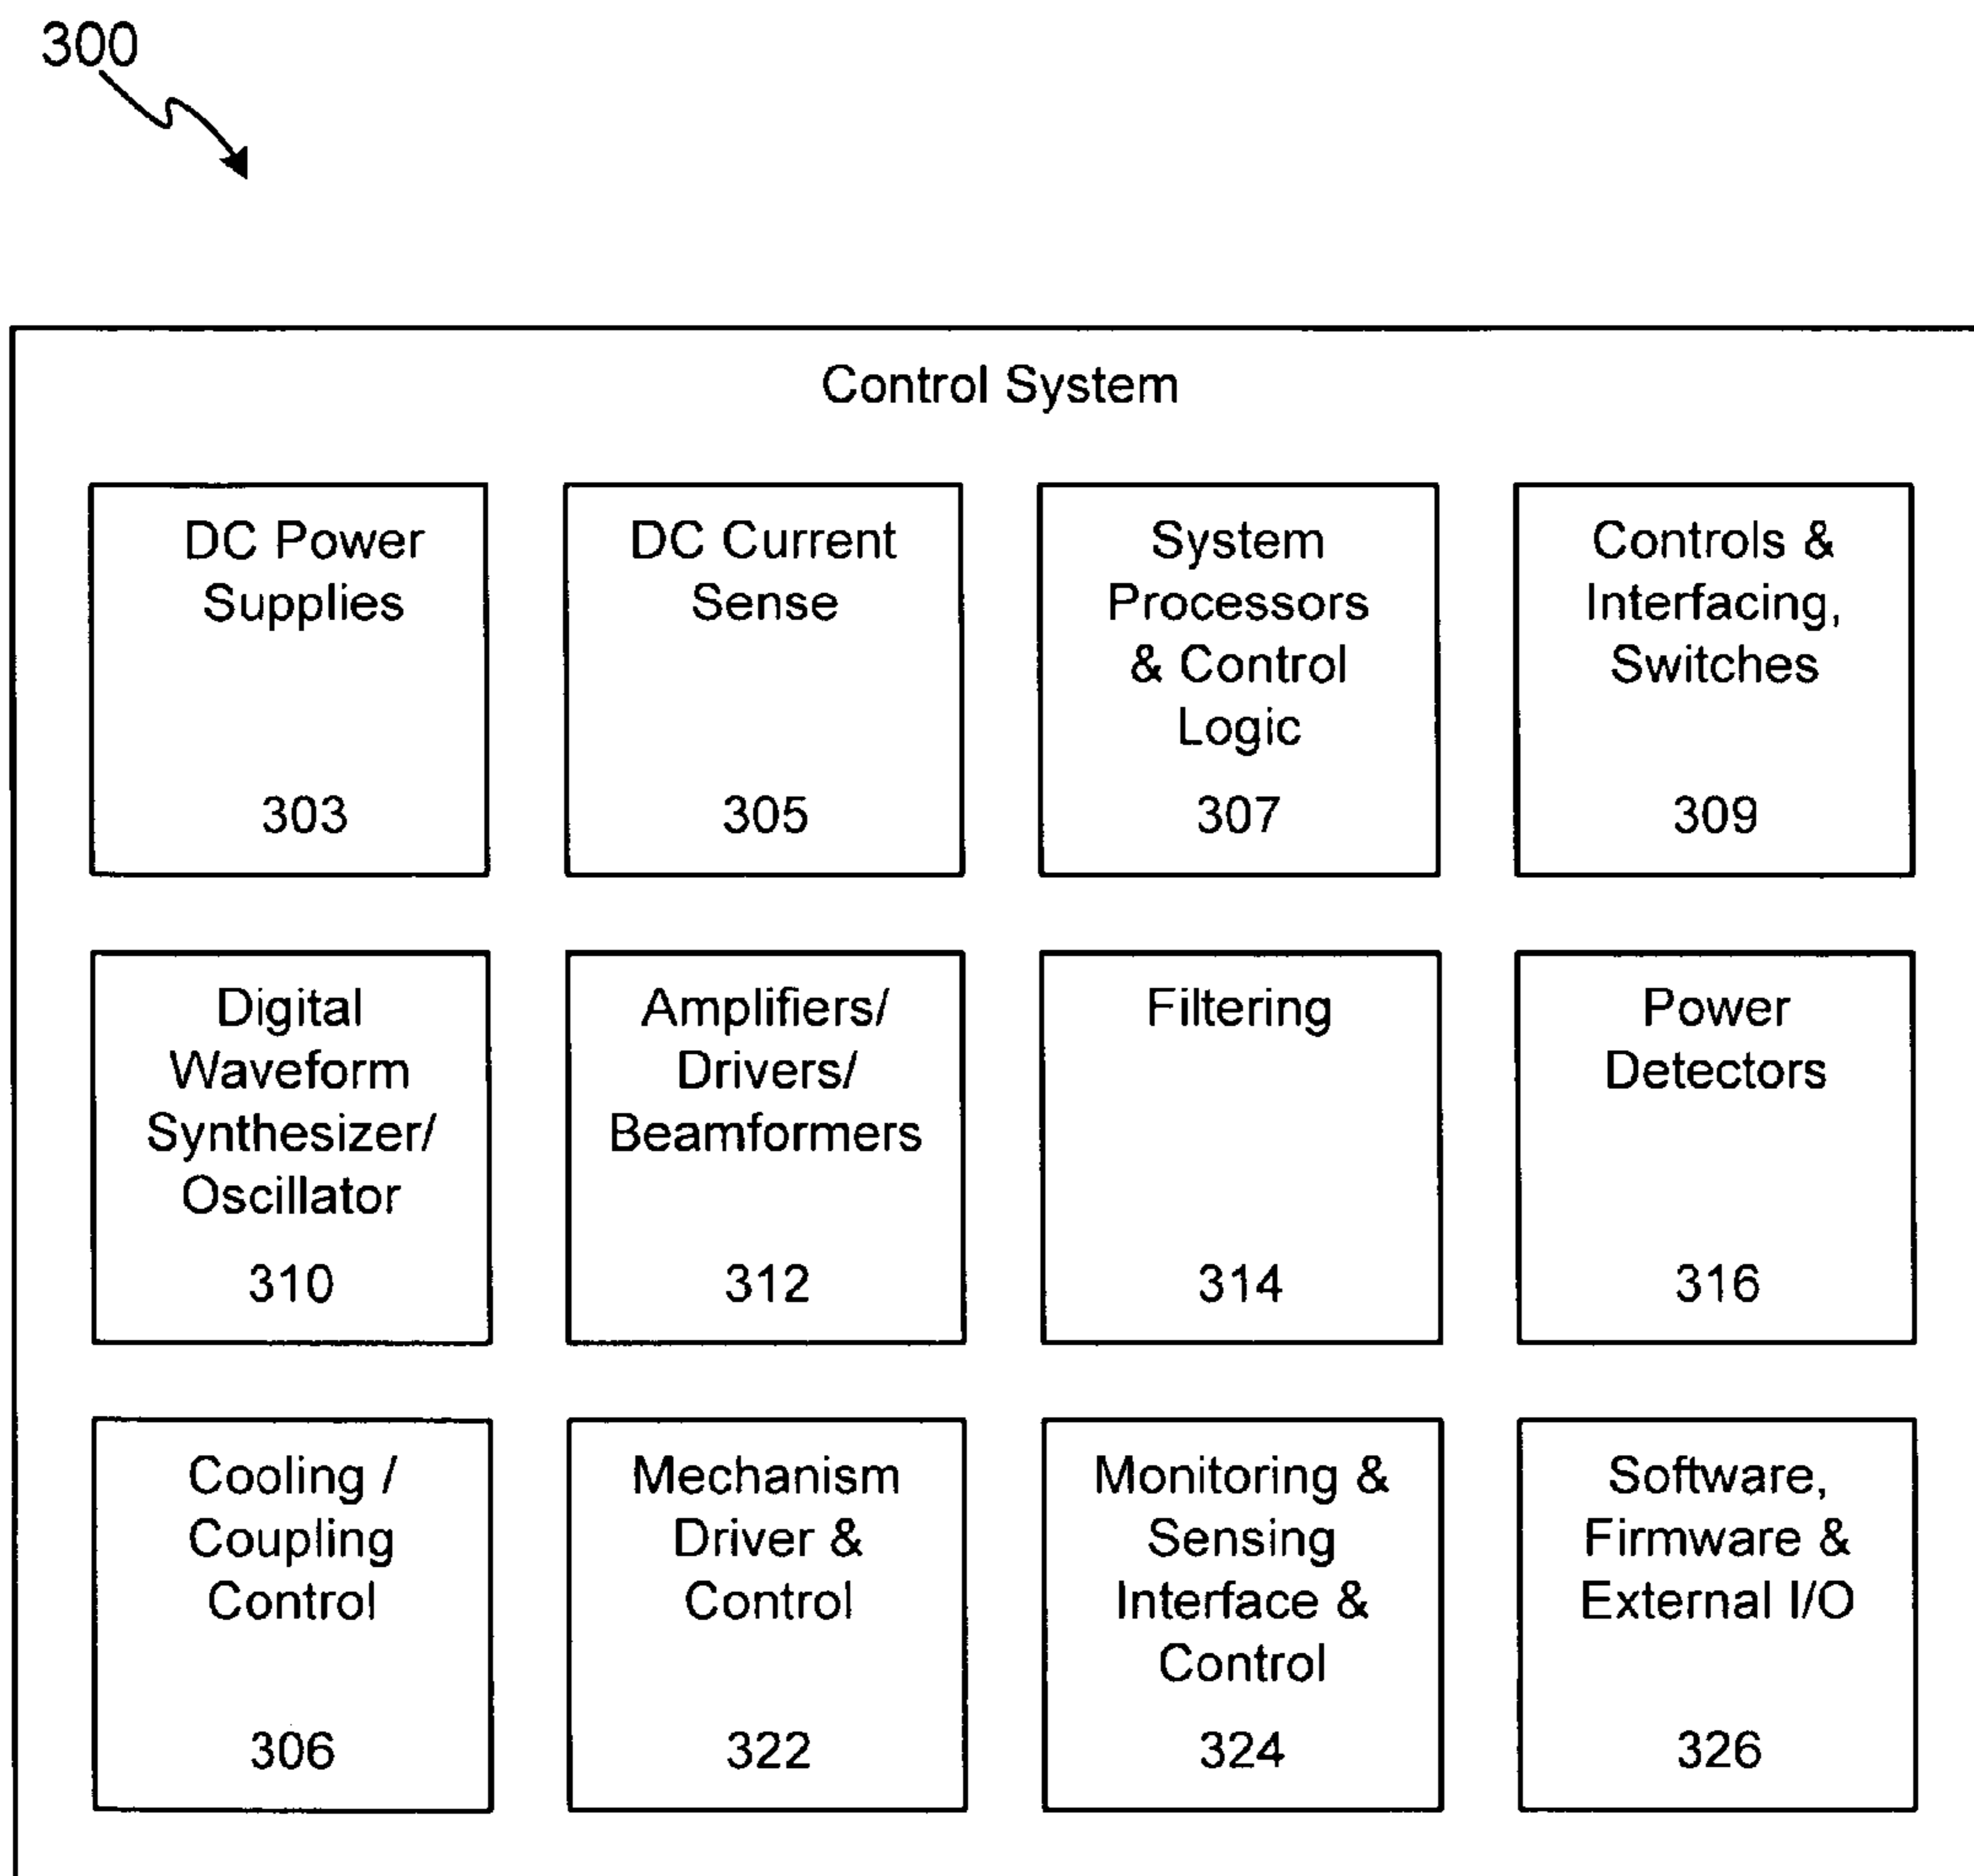 300
Control System
DC Power
Supplies
303
DC Current
Sense
305
System
Processors
& Control
Logic
307
Controls &
Interfacing,
Switches
309
Digital
Waveform
Synthesizer/
Oscillator
310
Amplifiers/
Drivers/
Beamformers
312
Filtering
314
Power
Detectors
316
Cooling /
Coupling
Control
306
Mechanism
Driver &
Control
322
Monitoring &
Sensing
Interface &
Control
324
Software,
Firmware &
External I/O
326